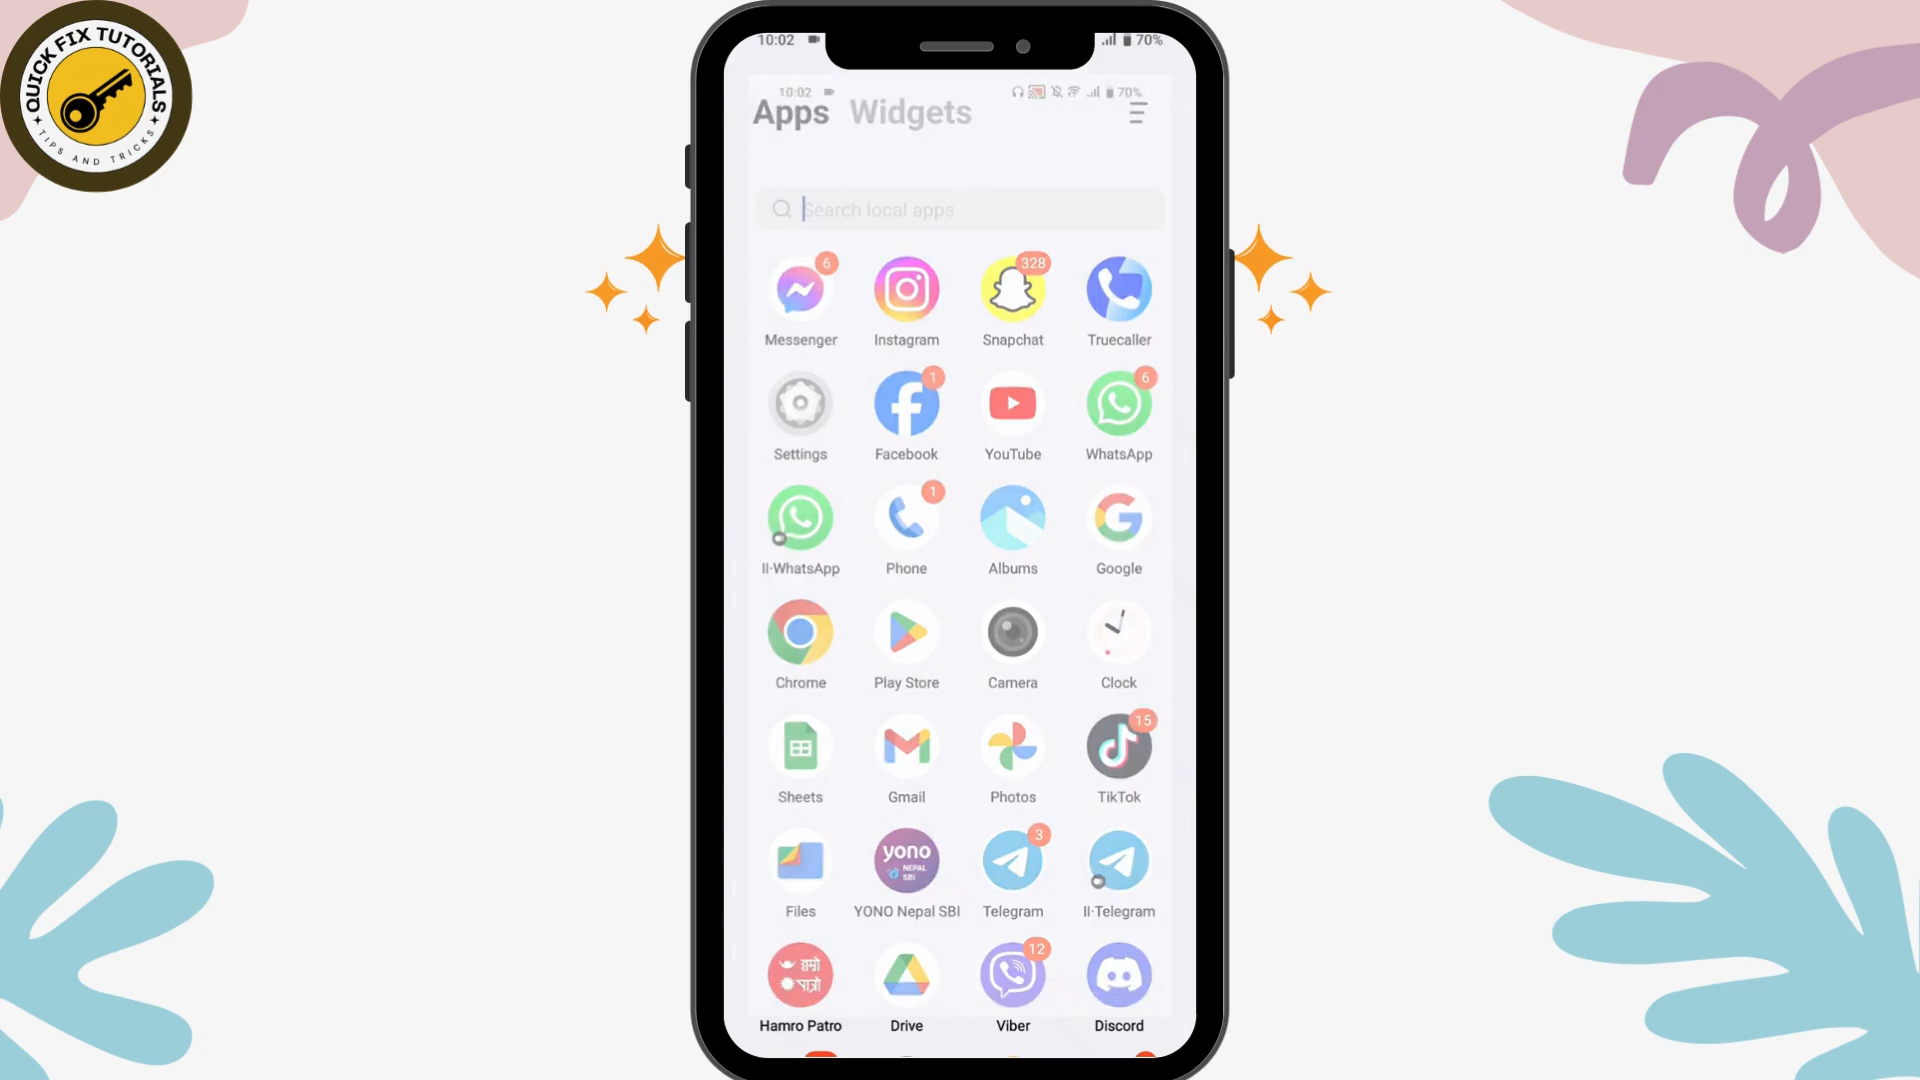 QUICK FIX TUTORIALS
TIPS AND TRICKS
10:02 70%
10:02 70%
Apps Widgets
Search local apps
6 328
Messenger Instagram Snapchat Truecaller
1 6
Settings Facebook YouTube WhatsApp
1
II·WhatsApp Phone Albums Google
Chrome Play Store Camera Clock
15
Sheets Gmail Photos TikTok
yono
NEPAL
SBI
3
Files YONO Nepal SBI Telegram II·Telegram
हाम्रो
पात्रो
12
Hamro Patro Drive Viber Discord